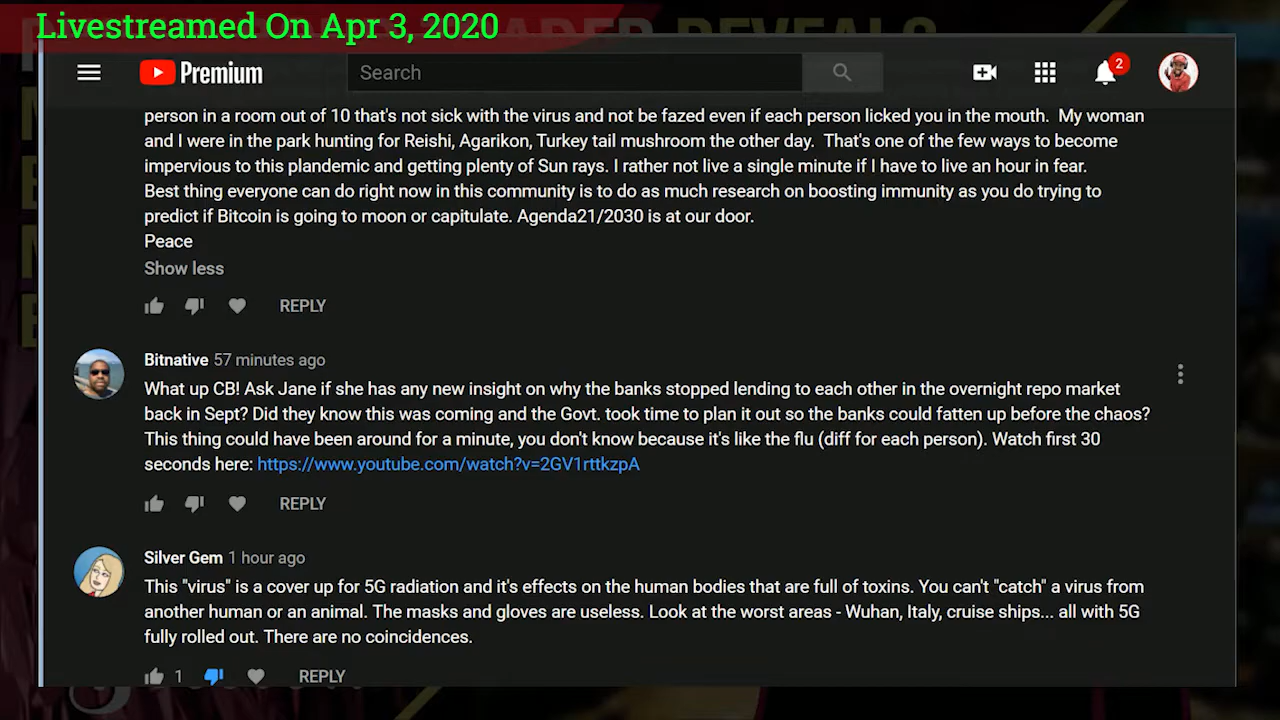 Livestreamed On Apr 3, 2020
Premium
Search
2
person in a room out of 10 that's not sick with the virus and not be fazed even if each person licked you in the mouth. My woman
and I were in the park hunting for Reishi, Agarikon, Turkey tail mushroom the other day. That's one of the few ways to become
impervious to this plandemic and getting plenty of Sun rays. I rather not live a single minute if I have to live an hour in fear.
Best thing everyone can do right now in this community is to do as much research on boosting immunity as you do trying to
predict if Bitcoin is going to moon or capitulate. Agenda21/2030 is at our door.
Peace
Show less
REPLY
Bitnative 57 minutes ago
What up CB! Ask Jane if she has any new insight on why the banks stopped lending to each other in the overnight repo market
back in Sept? Did they know this was coming and the Govt. took time to plan it out so the banks could fatten up before the chaos?
This thing could have been around for a minute, you don't know because it's like the flu (diff for each person). Watch first 30
seconds here: https://www.youtube.com/watch?v=2GV1rttkzpA
REPLY
Silver Gem 1 hour ago
This "virus" is a cover up for 5G radiation and it's effects on the human bodies that are full of toxins. You can't "catch" a virus from
another human or an animal. The masks and gloves are useless. Look at the worst areas - Wuhan, Italy, cruise ships... all with 5G
fully rolled out. There are no coincidences.
1 REPLY